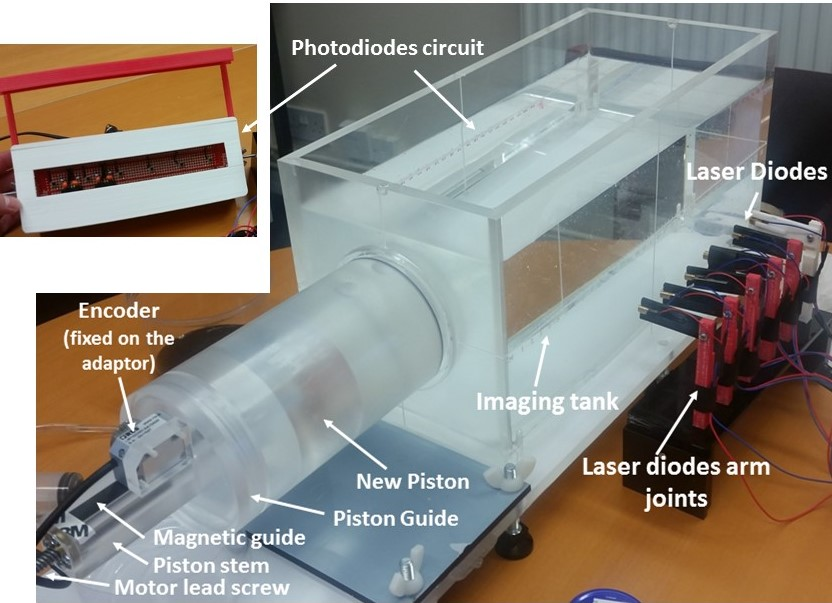 Photodiodes circuit
Laser Diodes
Encoder
(fixed on the
adaptor)
Imaging tank
Laser diodes arm
joints
New Piston
Piston Guide
Magnetic guide
Piston stem
Motor lead screw